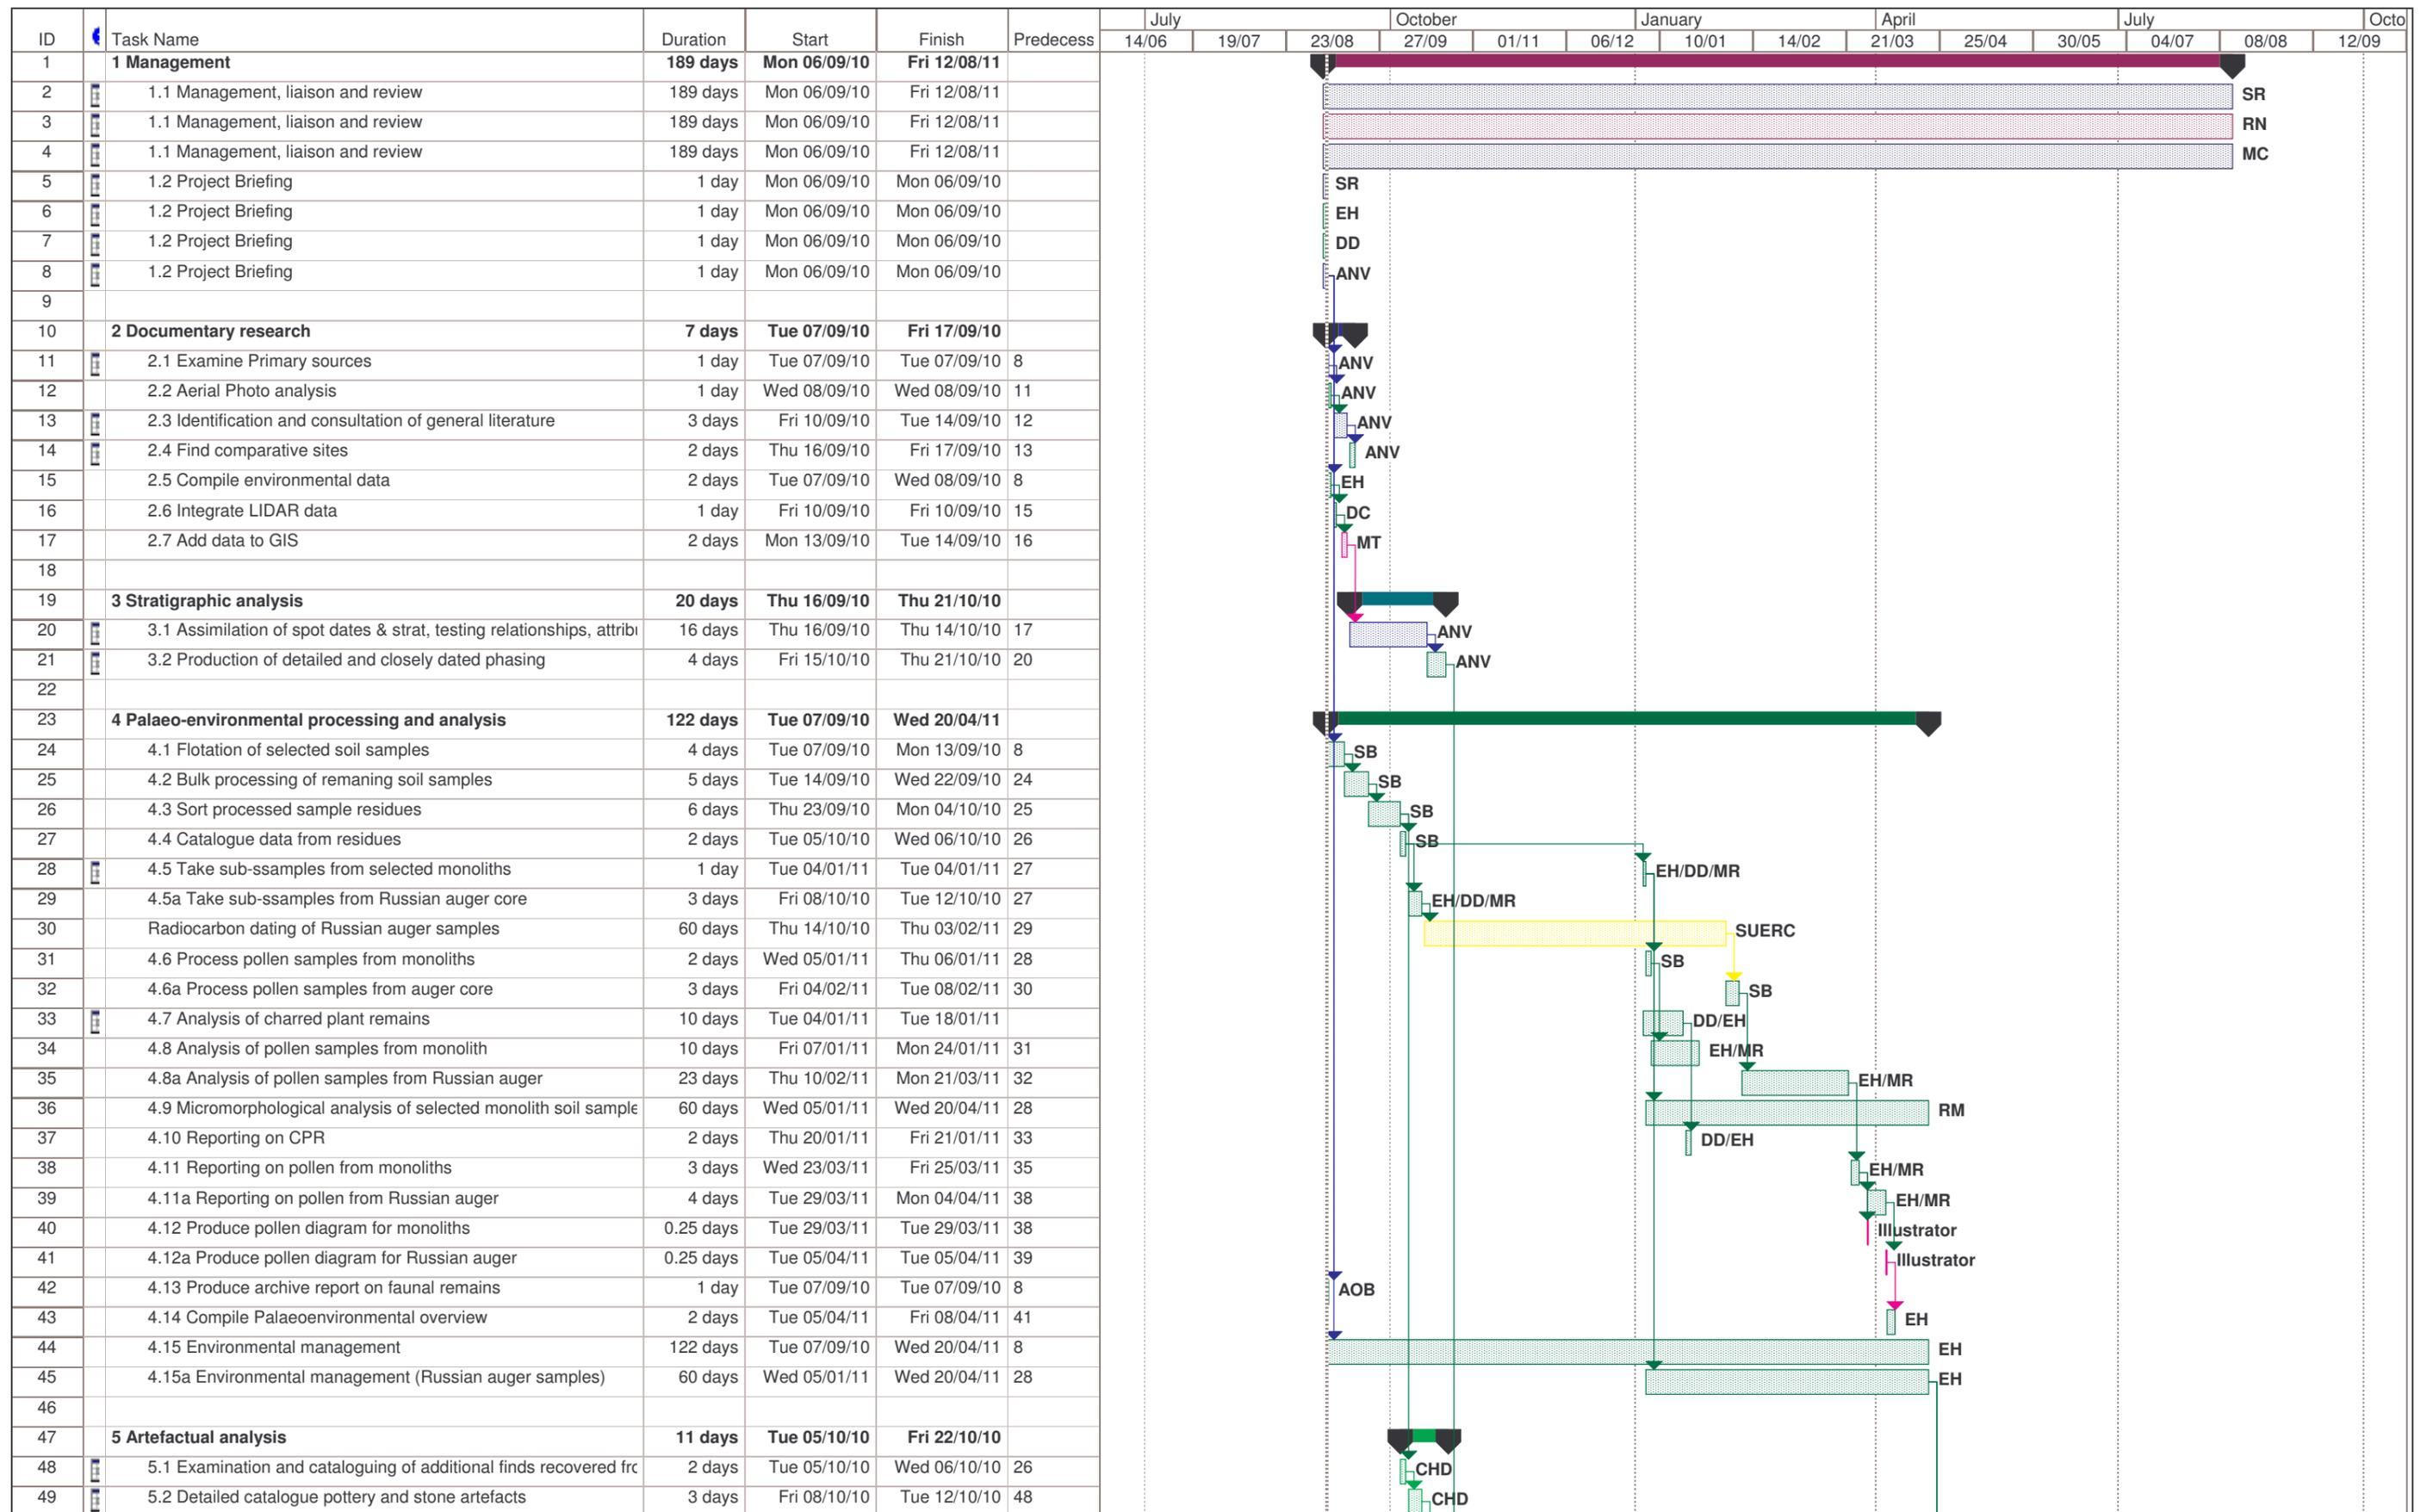 July October January April July Octo
ID Task Name Duration Start Finish Predecess 14/06 19/07 23/08 27/09 01/11 06/12 10/01 14/02 21/03 25/04 30/05 04/07 08/08 12/09
1 1 Management 189 days Mon 06/09/10 Fri 12/08/11
2 1.1 Management, liaison and review 189 days Mon 06/09/10 Fri 12/08/11 SR
3 1.1 Management, liaison and review 189 days Mon 06/09/10 Fri 12/08/11 RN
4 1.1 Management, liaison and review 189 days Mon 06/09/10 Fri 12/08/11 MC
5 1.2 Project Briefing 1 day Mon 06/09/10 Mon 06/09/10 SR
6 1.2 Project Briefing 1 day Mon 06/09/10 Mon 06/09/10 EH
7 1.2 Project Briefing 1 day Mon 06/09/10 Mon 06/09/10 DD
8 1.2 Project Briefing 1 day Mon 06/09/10 Mon 06/09/10 ANV
9
10 2 Documentary research 7 days Tue 07/09/10 Fri 17/09/10
11 2.1 Examine Primary sources 1 day Tue 07/09/10 Tue 07/09/10 8 ANV
12 2.2 Aerial Photo analysis 1 day Wed 08/09/10 Wed 08/09/10 11 ANV
13 2.3 Identification and consultation of general literature 3 days Fri 10/09/10 Tue 14/09/10 12 ANV
14 2.4 Find comparative sites 2 days Thu 16/09/10 Fri 17/09/10 13 ANV
15 2.5 Compile environmental data 2 days Tue 07/09/10 Wed 08/09/10 8 EH
16 2.6 Integrate LIDAR data 1 day Fri 10/09/10 Fri 10/09/10 15 DC
17 2.7 Add data to GIS 2 days Mon 13/09/10 Tue 14/09/10 16 MT
18
19 3 Stratigraphic analysis 20 days Thu 16/09/10 Thu 21/10/10
20 3.1 Assimilation of spot dates & strat, testing relationships, attribu 16 days Thu 16/09/10 Thu 14/10/10 17 ANV
21 3.2 Production of detailed and closely dated phasing 4 days Fri 15/10/10 Thu 21/10/10 20 ANV
22
23 4 Palaeo-environmental processing and analysis 122 days Tue 07/09/10 Wed 20/04/11
24 4.1 Flotation of selected soil samples 4 days Tue 07/09/10 Mon 13/09/10 8 SB
25 4.2 Bulk processing of remaning soil samples 5 days Tue 14/09/10 Wed 22/09/10 24 SB
26 4.3 Sort processed sample residues 6 days Thu 23/09/10 Mon 04/10/10 25 SB
27 4.4 Catalogue data from residues 2 days Tue 05/10/10 Wed 06/10/10 26 SB
28 4.5 Take sub-ssamples from selected monoliths 1 day Tue 04/01/11 Tue 04/01/11 27 EH/DD/MR
29 4.5a Take sub-ssamples from Russian auger core 3 days Fri 08/10/10 Tue 12/10/10 27 EH/DD/MR
30 Radiocarbon dating of Russian auger samples 60 days Thu 14/10/10 Thu 03/02/11 29 SUERC
31 4.6 Process pollen samples from monoliths 2 days Wed 05/01/11 Thu 06/01/11 28 SB
32 4.6a Process pollen samples from auger core 3 days Fri 04/02/11 Tue 08/02/11 30 SB
33 4.7 Analysis of charred plant remains 10 days Tue 04/01/11 Tue 18/01/11 DD/EH
34 4.8 Analysis of pollen samples from monolith 10 days Fri 07/01/11 Mon 24/01/11 31 EH/MR
35 4.8a Analysis of pollen samples from Russian auger 23 days Thu 10/02/11 Mon 21/03/11 32 EH/MR
36 4.9 Micromorphological analysis of selected monolith soil sample 60 days Wed 05/01/11 Wed 20/04/11 28 RM
37 4.10 Reporting on CPR 2 days Thu 20/01/11 Fri 21/01/11 33 DD/EH
38 4.11 Reporting on pollen from monoliths 3 days Wed 23/03/11 Fri 25/03/11 35 EH/MR
39 4.11a Reporting on pollen from Russian auger 4 days Tue 29/03/11 Mon 04/04/11 38 EH/MR
40 4.12 Produce pollen diagram for monoliths 0.25 days Tue 29/03/11 Tue 29/03/11 38 Illustrator
41 4.12a Produce pollen diagram for Russian auger 0.25 days Tue 05/04/11 Tue 05/04/11 39 Illustrator
42 4.13 Produce archive report on faunal remains 1 day Tue 07/09/10 Tue 07/09/10 8 AOB
43 4.14 Compile Palaeoenvironmental overview 2 days Tue 05/04/11 Fri 08/04/11 41 EH
44 4.15 Environmental management 122 days Tue 07/09/10 Wed 20/04/11 8 EH
45 4.15a Environmental management (Russian auger samples) 60 days Wed 05/01/11 Wed 20/04/11 28 EH
46
47 5 Artefactual analysis 11 days Tue 05/10/10 Fri 22/10/10
48 5.1 Examination and cataloguing of additional finds recovered frc 2 days Tue 05/10/10 Wed 06/10/10 26 CHD
49 5.2 Detailed catalogue pottery and stone artefacts 3 days Fri 08/10/10 Tue 12/10/10 48 CHD